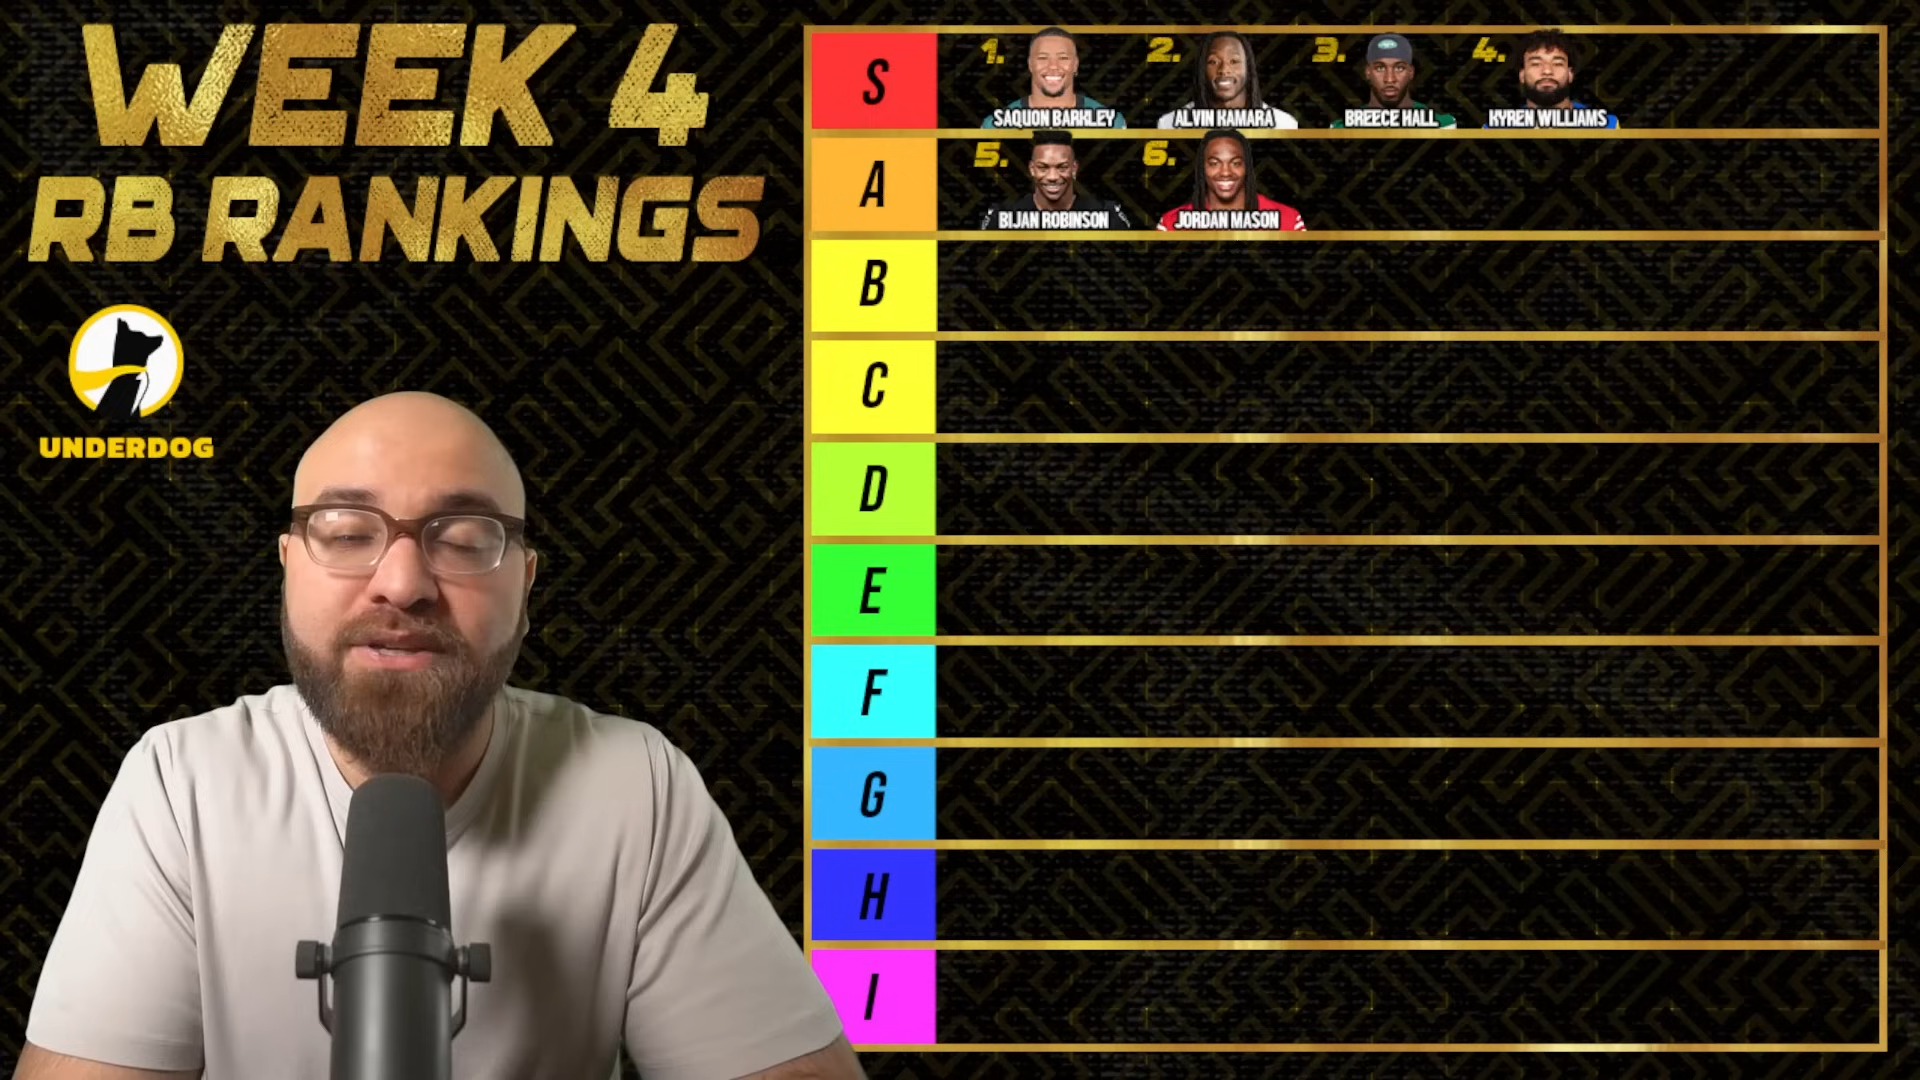 WEEK 4
RB RANKINGS
UNDERDOG
S
1. 2. 3. 4.
SAQUON BARKLEY ALVIN KAMARA BREECE HALL KYREN WILLIAMS
A
5. 6.
BIJAN ROBINSON JORDAN MASON
B
C
D
E
F
G
H
I